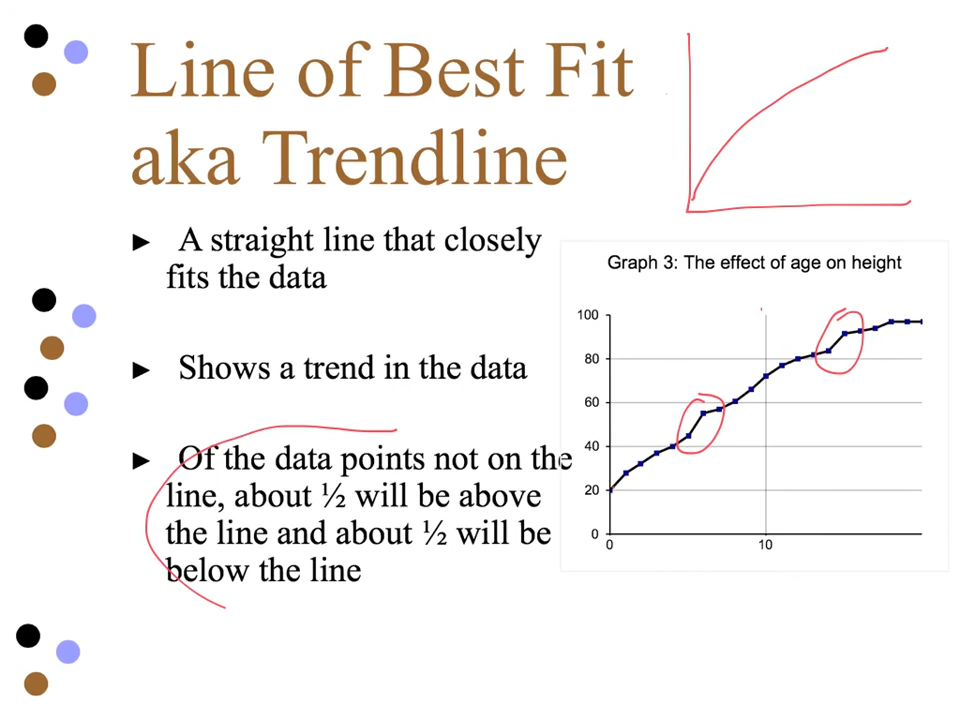 Line of Best Fit
aka Trendline
► A straight line that closely
fits the data
► Shows a trend in the data
► Of the data points not on the
line, about ½ will be above
the line and about ½ will be
below the line
Graph 3: The effect of age on height
100
80
60
40
20
0
0 10